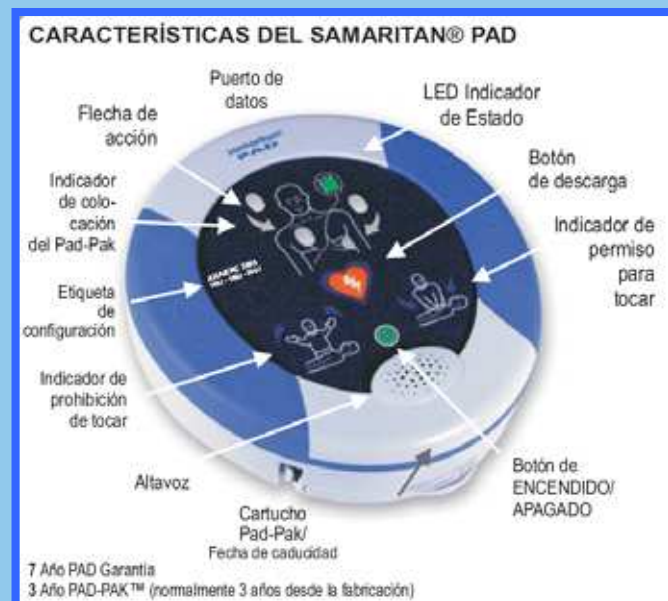 CARACTERÍSTICAS DEL SAMARITAN® PAD
Puerto de
datos
LED Indicador
de Estado
Flecha de
acción
Botón
de descarga
Indicador
de colo-
cación
del Pad-Pak
Indicador de
permiso
para
tocar
PAD
Etiqueta
de
configuración
Indicador de
prohibición
de tocar
Altavoz
Botón de
ENCENDIDO/
APAGADO
Cartucho
Pad-Pak/
Fecha de caducidad
7 Año PAD Garantia
3 Año PAD-PAK™ (normalmente 3 años desde la fabricación)